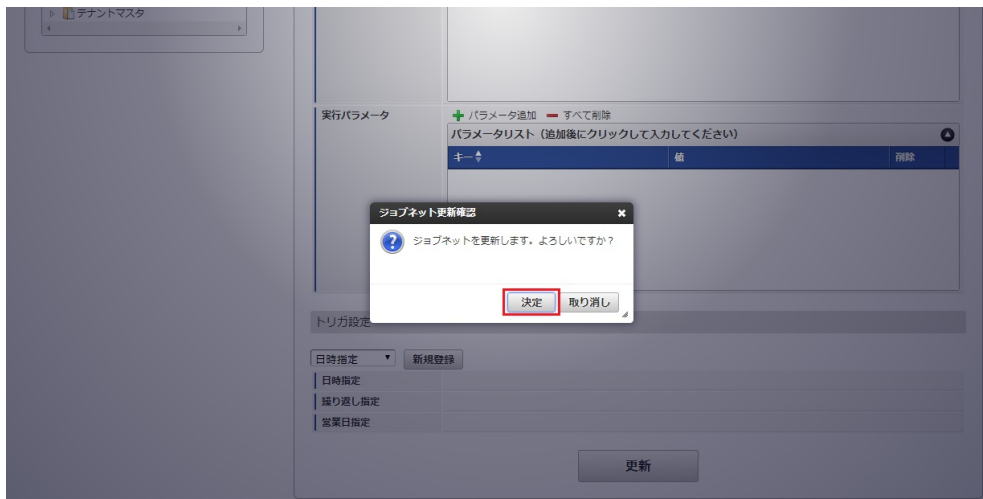 テナントマスタ
実行パラメータ
パラメータ追加 すべて削除
パラメータリスト（追加後にクリックして入力してください）
キー 値 削除
ジョブネット更新確認
ジョブネットを更新します。よろしいですか？
決定 取り消し
トリガ設定
日時指定 新規登録
日時指定
繰り返し指定
営業日指定
更新